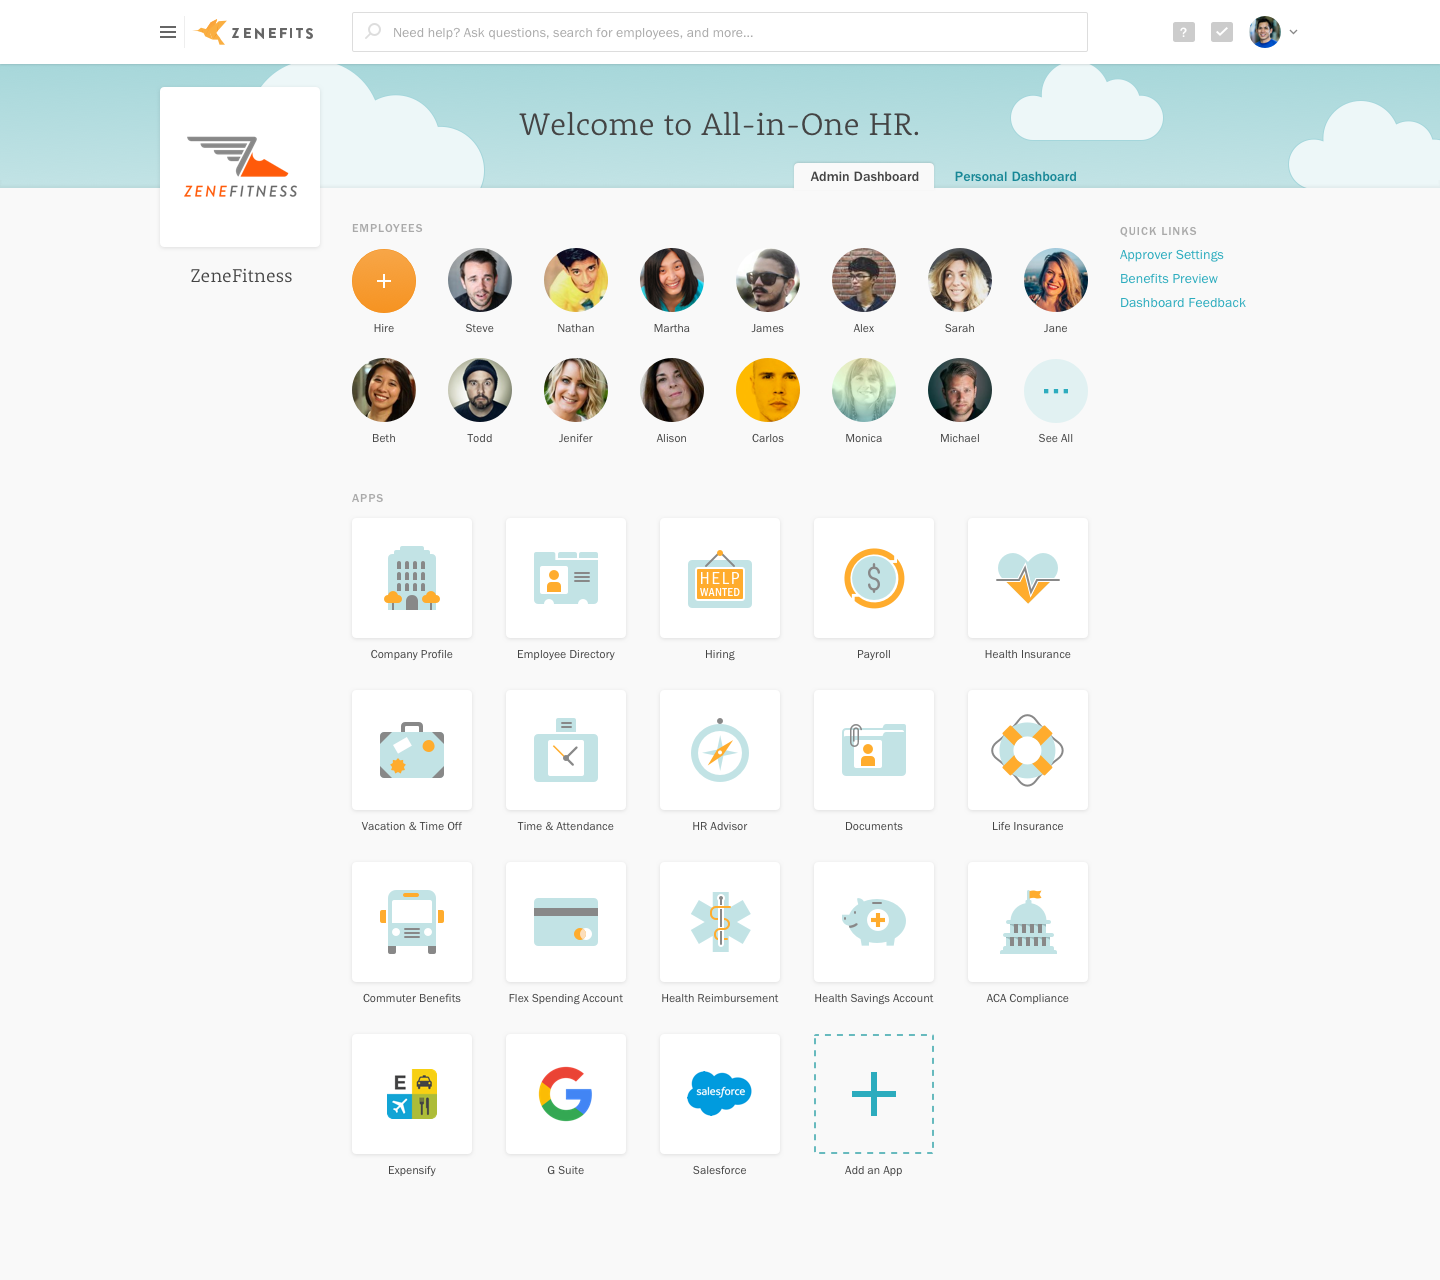 ZENEFITS
Need help? Ask questions, search for employees, and more...
?
Welcome to All-in-One HR.
Admin Dashboard
Personal Dashboard
ZENEFITNESS
ZeneFitness
EMPLOYEES
Hire
Steve
Nathan
Martha
James
Alex
Sarah
Jane
Beth
Todd
Jenifer
Alison
Carlos
Monica
Michael
See All
QUICK LINKS
Approver Settings
Benefits Preview
Dashboard Feedback
APPS
HELP
WANTED
$
Company Profile
Employee Directory
Hiring
Payroll
Health Insurance
Vacation & Time Off
Time & Attendance
HR Advisor
Documents
Life Insurance
Commuter Benefits
Flex Spending Account
Health Reimbursement
Health Savings Account
ACA Compliance
E
G
salesforce
Expensify
G Suite
Salesforce
Add an App